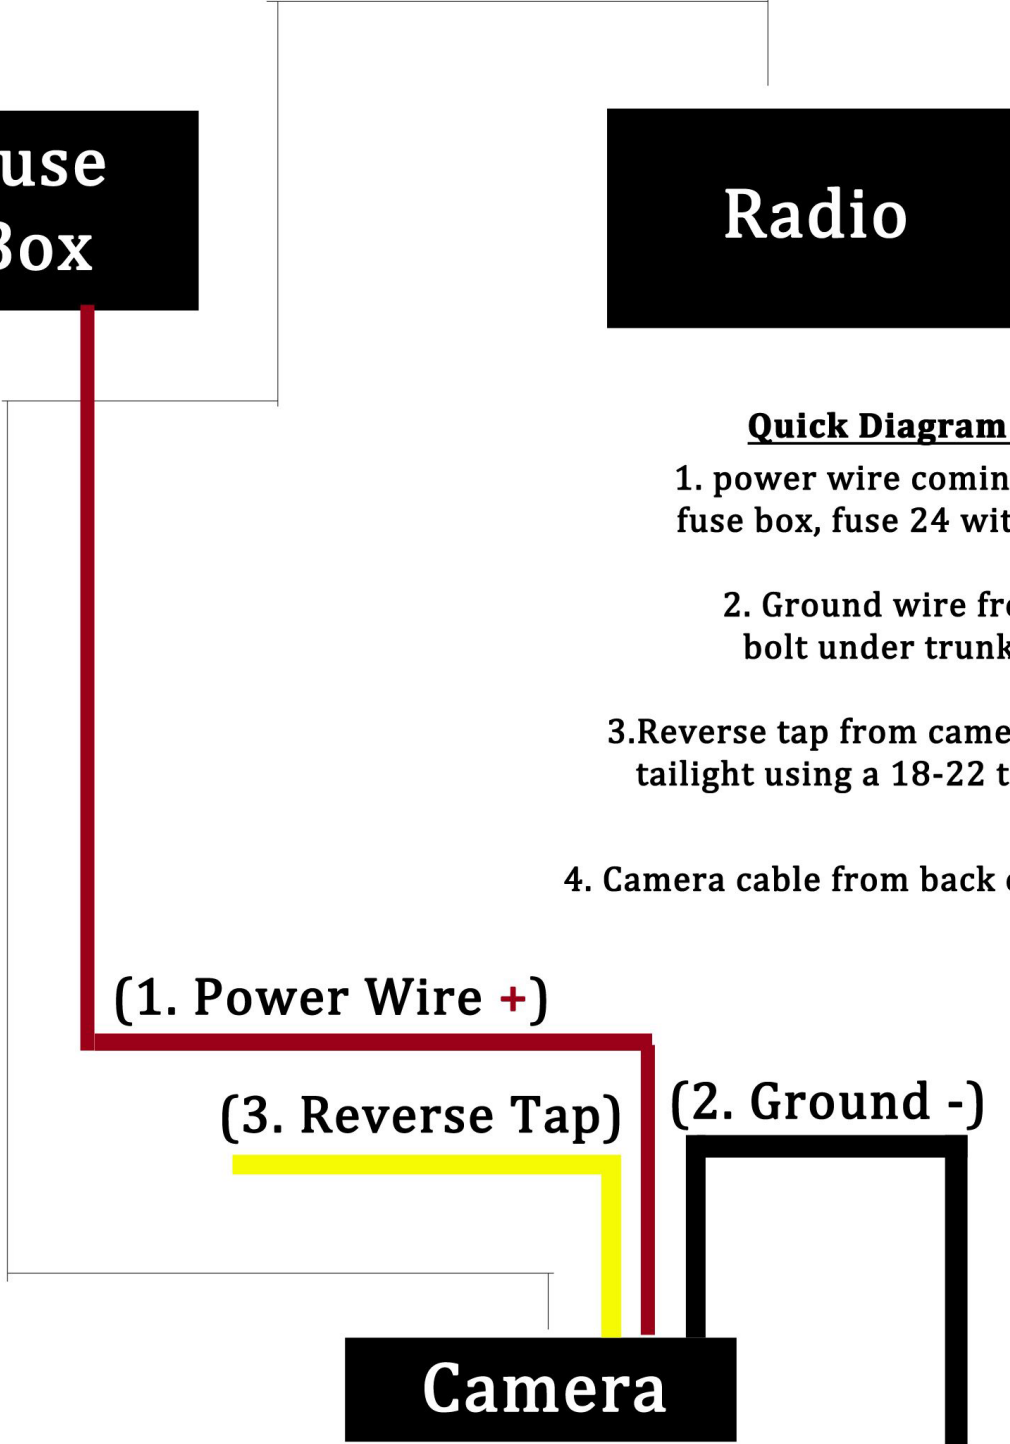 use
Box
Radio
Quick Diagram
1. power wire comin
fuse box, fuse 24 wit
2. Ground wire fro
bolt under trunk
3.Reverse tap from came
tailight using a 18-22 t
4. Camera cable from back
(1. Power Wire +)
(3. Reverse Tap)
(2. Ground -)
Camera